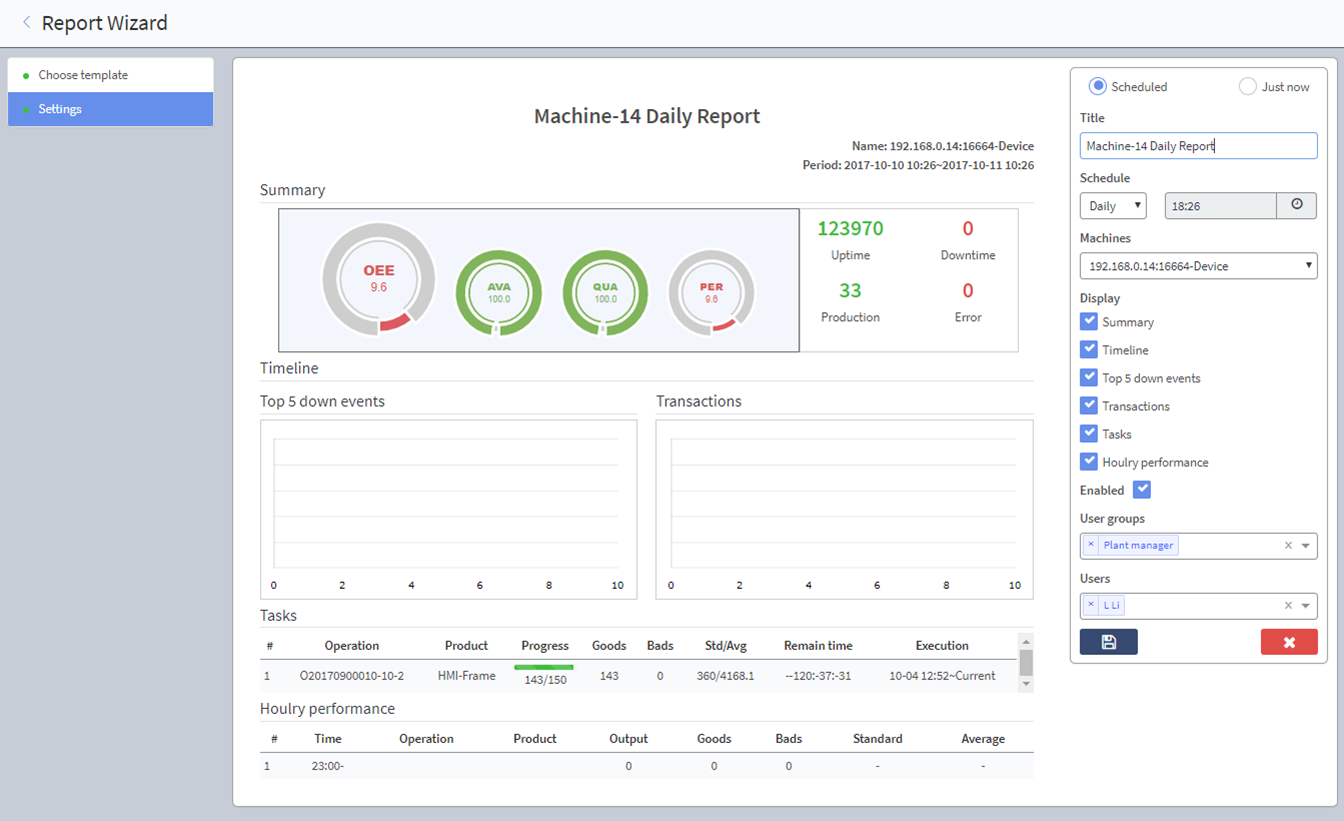 Report Wizard
Choose template
Settings
Machine-14 Daily Report
Name: 192.168.0.14:16664-Device
Period: 2017-10-10 10:26~2017-10-11 10:26
Summary
OEE
9.6
AVA
100.0
QUA
100.0
PER
9.6
123970
Uptime
0
Downtime
33
Production
0
Error
Timeline
Top 5 down events
Transactions
0 2 4 6 8 10
0 2 4 6 8 10
Tasks
# Operation Product Progress Goods Bads Std/Avg Remain time Execution
1 O20170900010-10-2 HMI-Frame 143/150 143 0 360/4168.1 --120:-37:-31 10-04 12:52~Current
Houlry performance
# Time Operation Product Output Goods Bads Standard Average
1 23:00- 0 0 0 - -
Scheduled Just now
Title
Machine-14 Daily Report
Schedule
Daily 18:26
Machines
192.168.0.14:16664-Device
Display
Summary
Timeline
Top 5 down events
Transactions
Tasks
Houlry performance
Enabled
User groups
× Plant manager ×
Users
× L Li ×